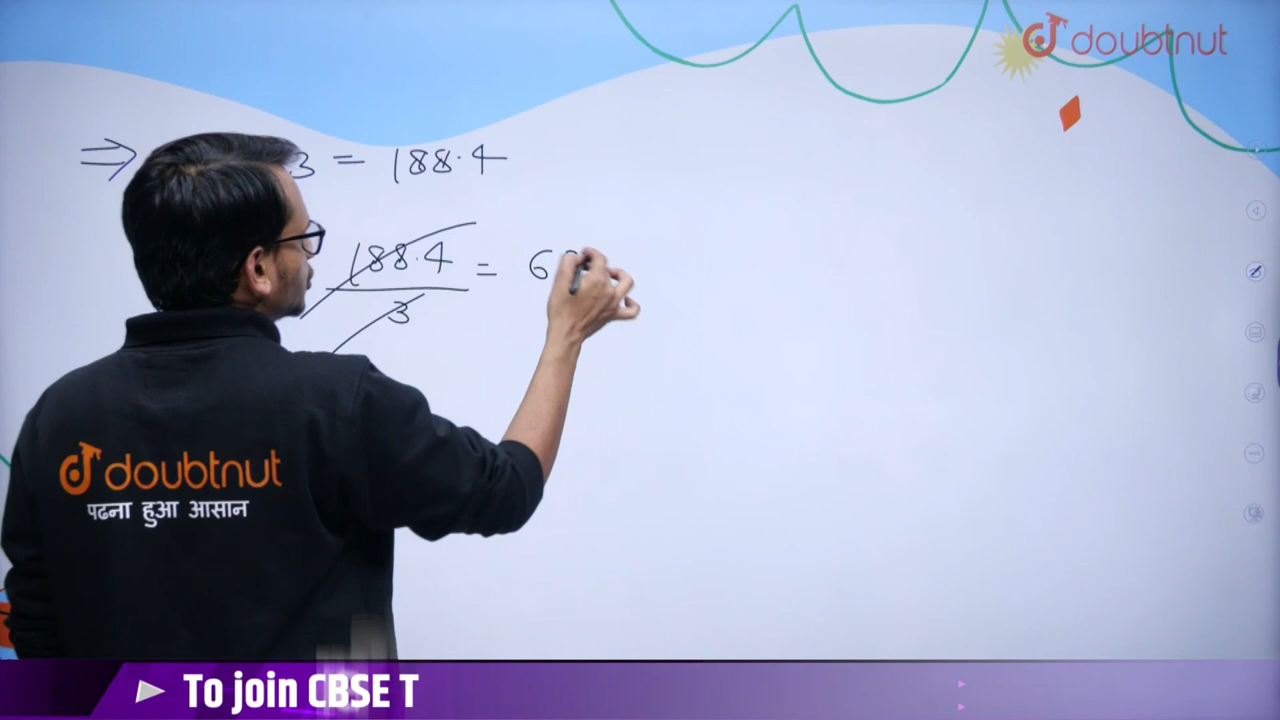 doubtnut
⇒ 3 = 188.4
188.4 = 6
3
doubtnut
पढना हुआ आसान
To join CBSE T